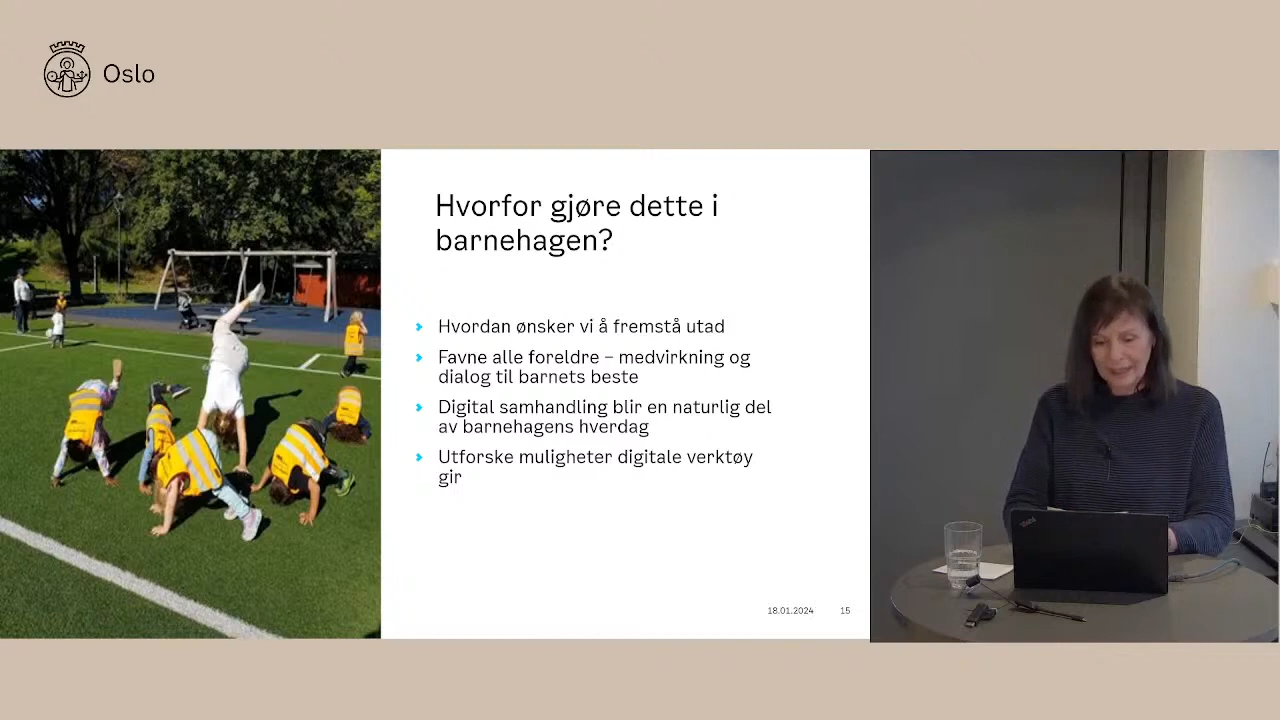 Oslo
Hvorfor gjøre dette i
barnehagen?
Hvordan ønsker vi å fremstå utad
Favne alle foreldre – medvirkning og
dialog til barnets beste
Digital samhandling blir en naturlig del
av barnehagens hverdag
Utforske muligheter digitale verktøy
gir
18.01.2024 15
ThinkPad